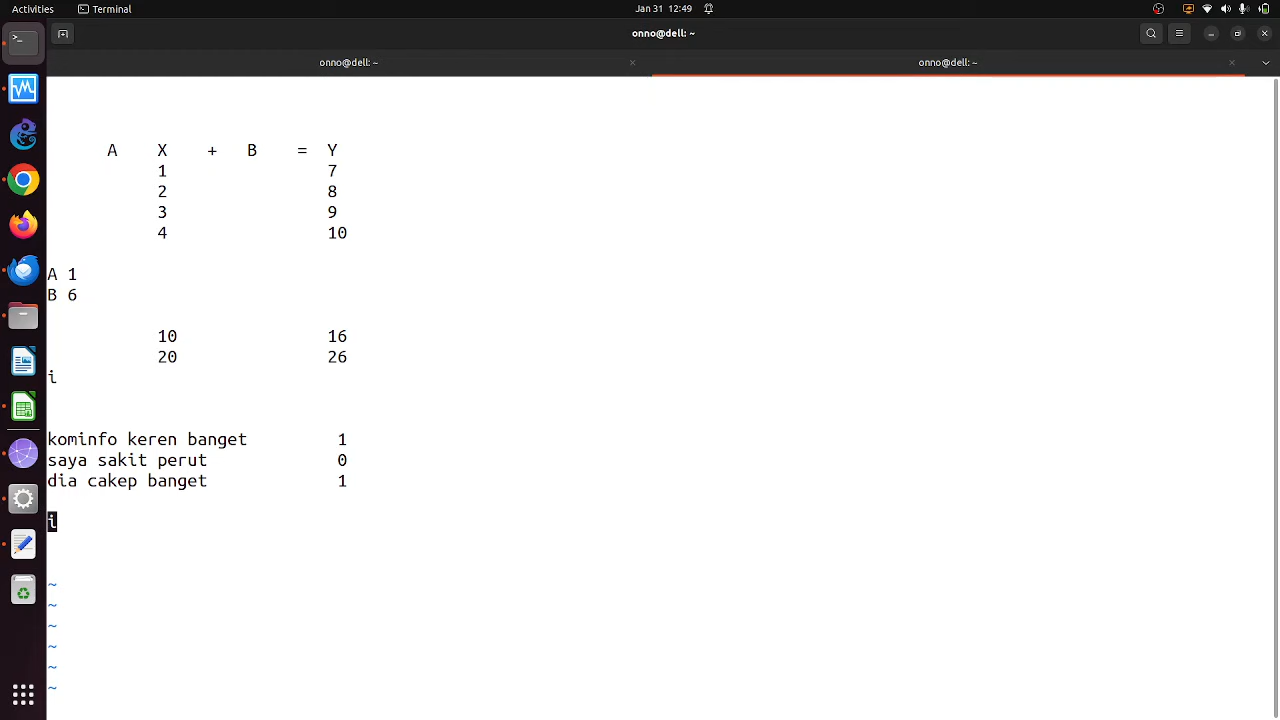 Activities Terminal Jan 31 12:49
onno@dell: ~
onno@dell: ~ onno@dell: ~
A X + B = Y
1 7
2 8
3 9
4 10
A 1
B 6
10 16
20 26
i
kominfo keren banget 1
saya sakit perut 0
dia cakep banget 1
i
~
~
~
~
~
~